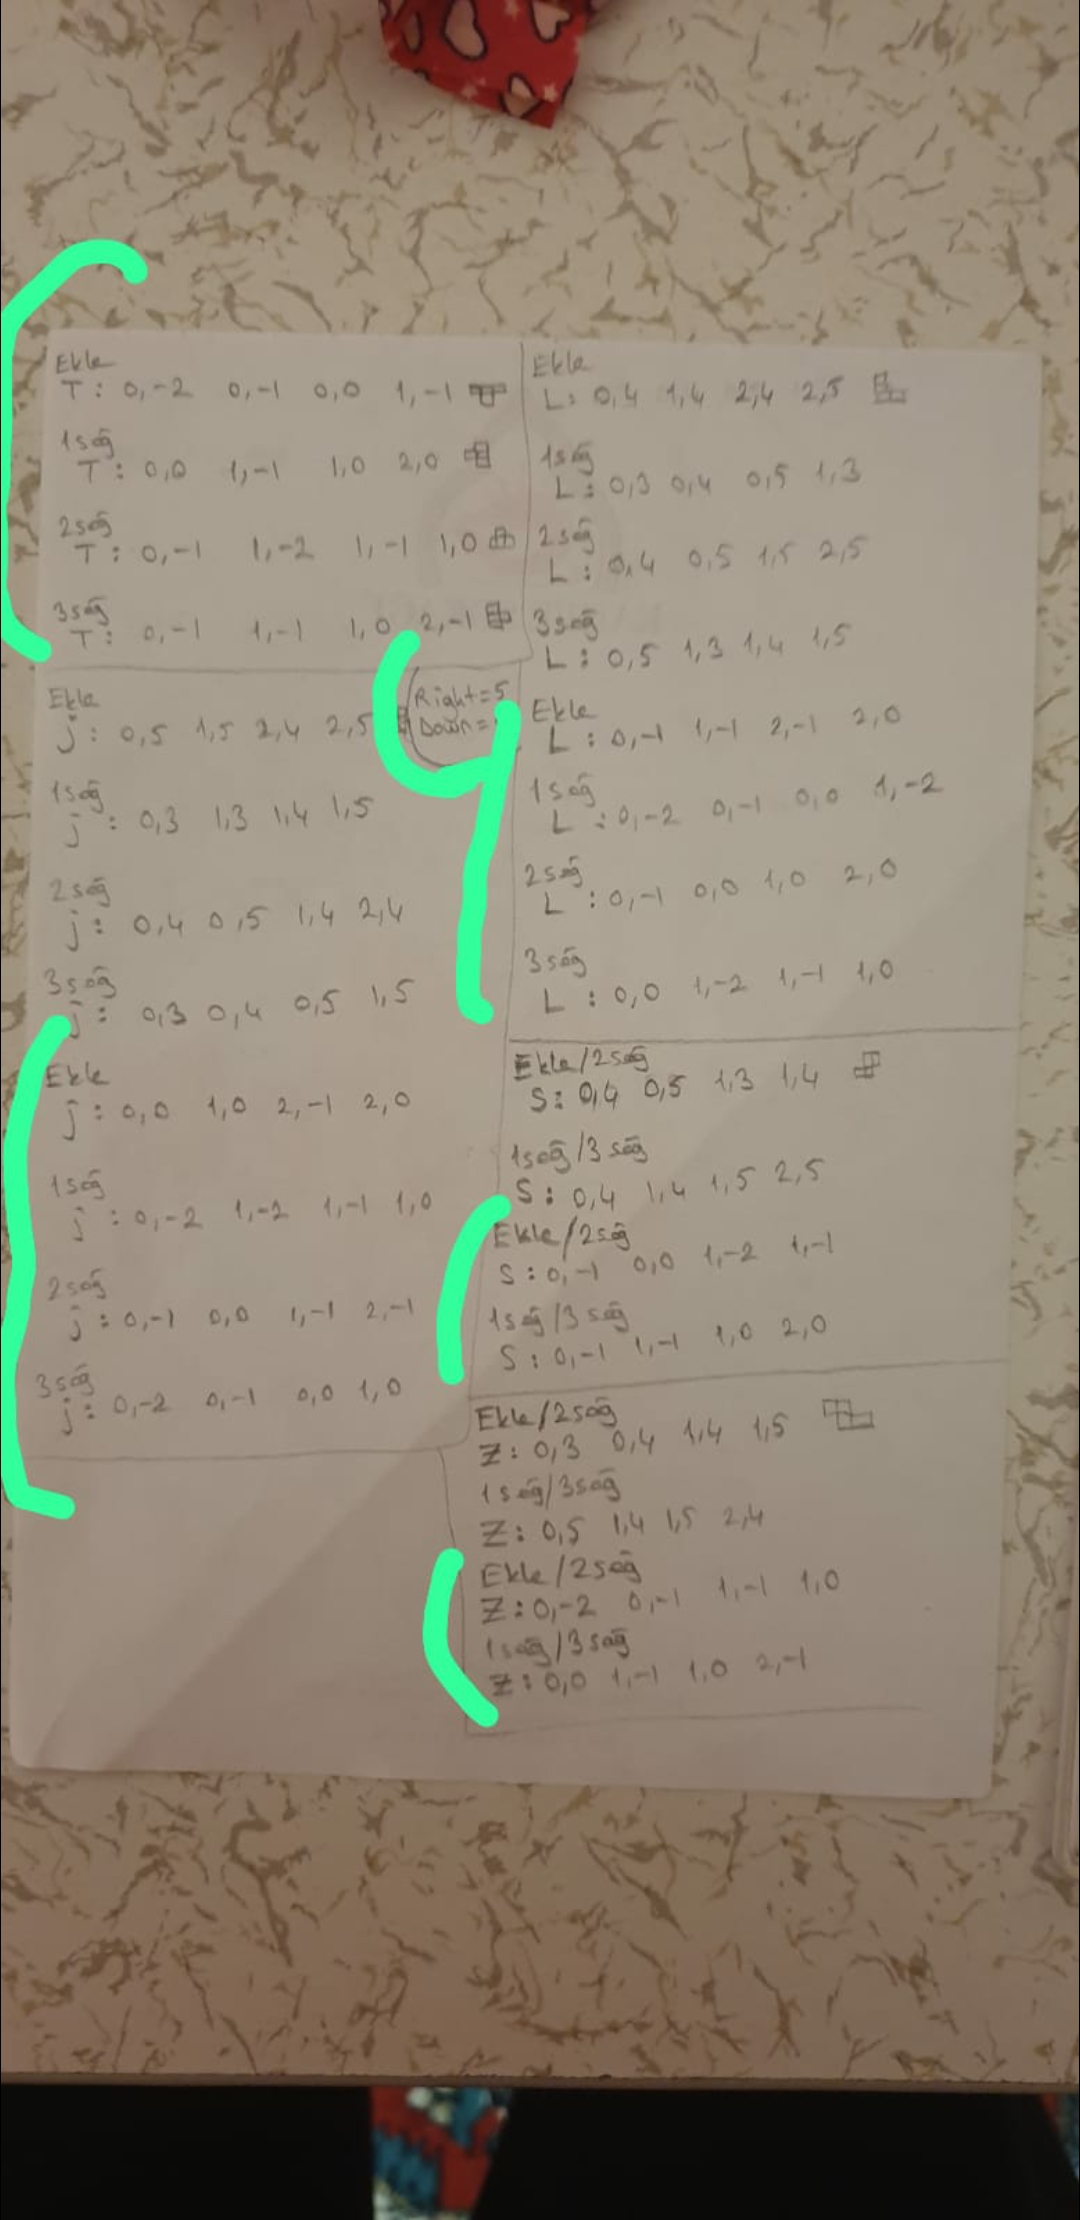 Ekle
T: 0,-2 0,-1 0,0 1,-1
1sağ
T: 0,0 1,-1 1,0 2,0
2sağ
T: 0,-1 1,-2 1,-1 1,0
3sağ
T: 0,-1 1,-1 1,0 2,-1
Ekle
j: 0,5 1,5 2,4 2,5
Right=5
Down=
1sağ
j: 0,3 1,3 1,4 1,5
2sağ
j: 0,4 0,5 1,4 2,4
3sağ
j: 0,3 0,4 0,5 1,5
Ekle
j: 0,0 1,0 2,-1 2,0
1sağ
j: 0,-2 1,-2 1,-1 1,0
2sağ
j: 0,-1 0,0 1,-1 2,-1
3sağ
j: 0,-2 0,-1 0,0 1,0
Ekle
L: 0,4 1,4 2,4 2,5
1sağ
L: 0,3 0,4 0,5 1,3
2sağ
L: 0,4 0,5 1,5 2,5
3sağ
L: 0,5 1,3 1,4 1,5
Ekle
L: 0,-1 1,-1 2,-1 2,0
1sağ
L: 0,-2 0,-1 0,0 1,-2
2sağ
L: 0,-1 0,0 1,0 2,0
3sağ
L: 0,0 1,-2 1,-1 1,0
Ekle/2sağ
S: 0,4 0,5 1,3 1,4
1sağ/3sağ
S: 0,4 1,4 1,5 2,5
Ekle/2sağ
S: 0,-1 0,0 1,-2 1,-1
1sağ/3sağ
S: 0,-1 1,-1 1,0 2,0
Ekle/2sağ
Z: 0,3 0,4 1,4 1,5
1sağ/3sağ
Z: 0,5 1,4 1,5 2,4
Ekle/2sağ
Z: 0,-2 0,-1 1,-1 1,0
1sağ/3sağ
Z: 0,0 1,-1 1,0 2,-1